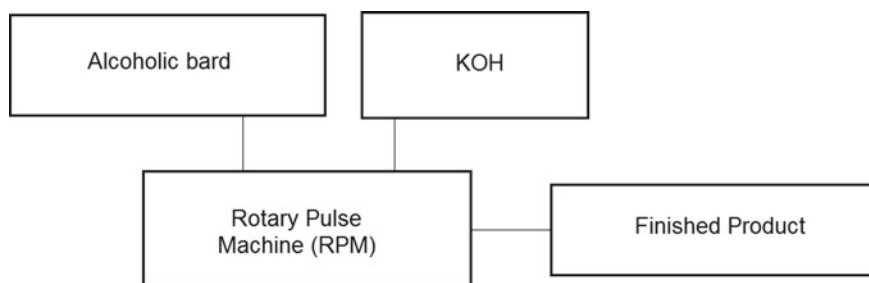 Alcoholic bard
KOH
Rotary Pulse
Machine (RPM)
Finished Product